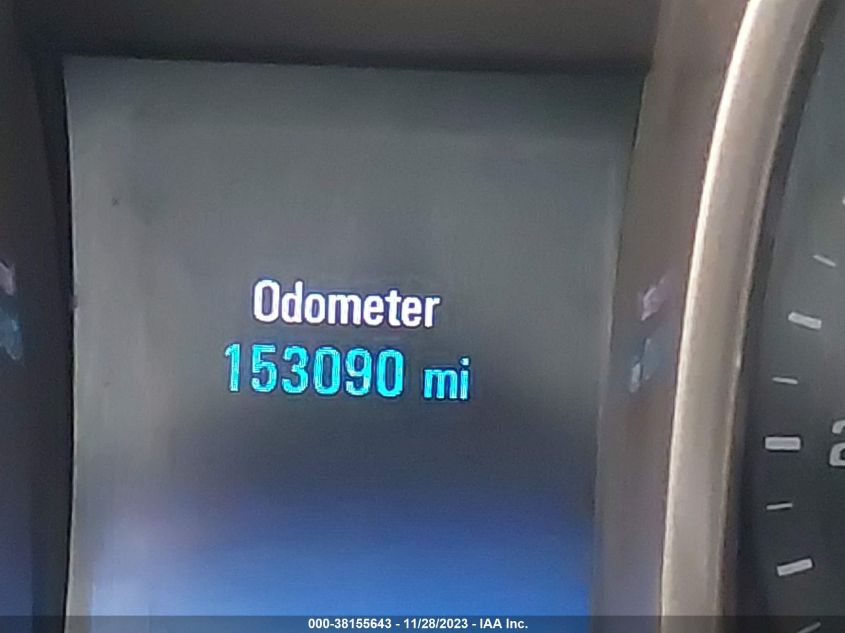 Odometer
153090 mi
000-38155643 - 11/28/2023 - IAA Inc.